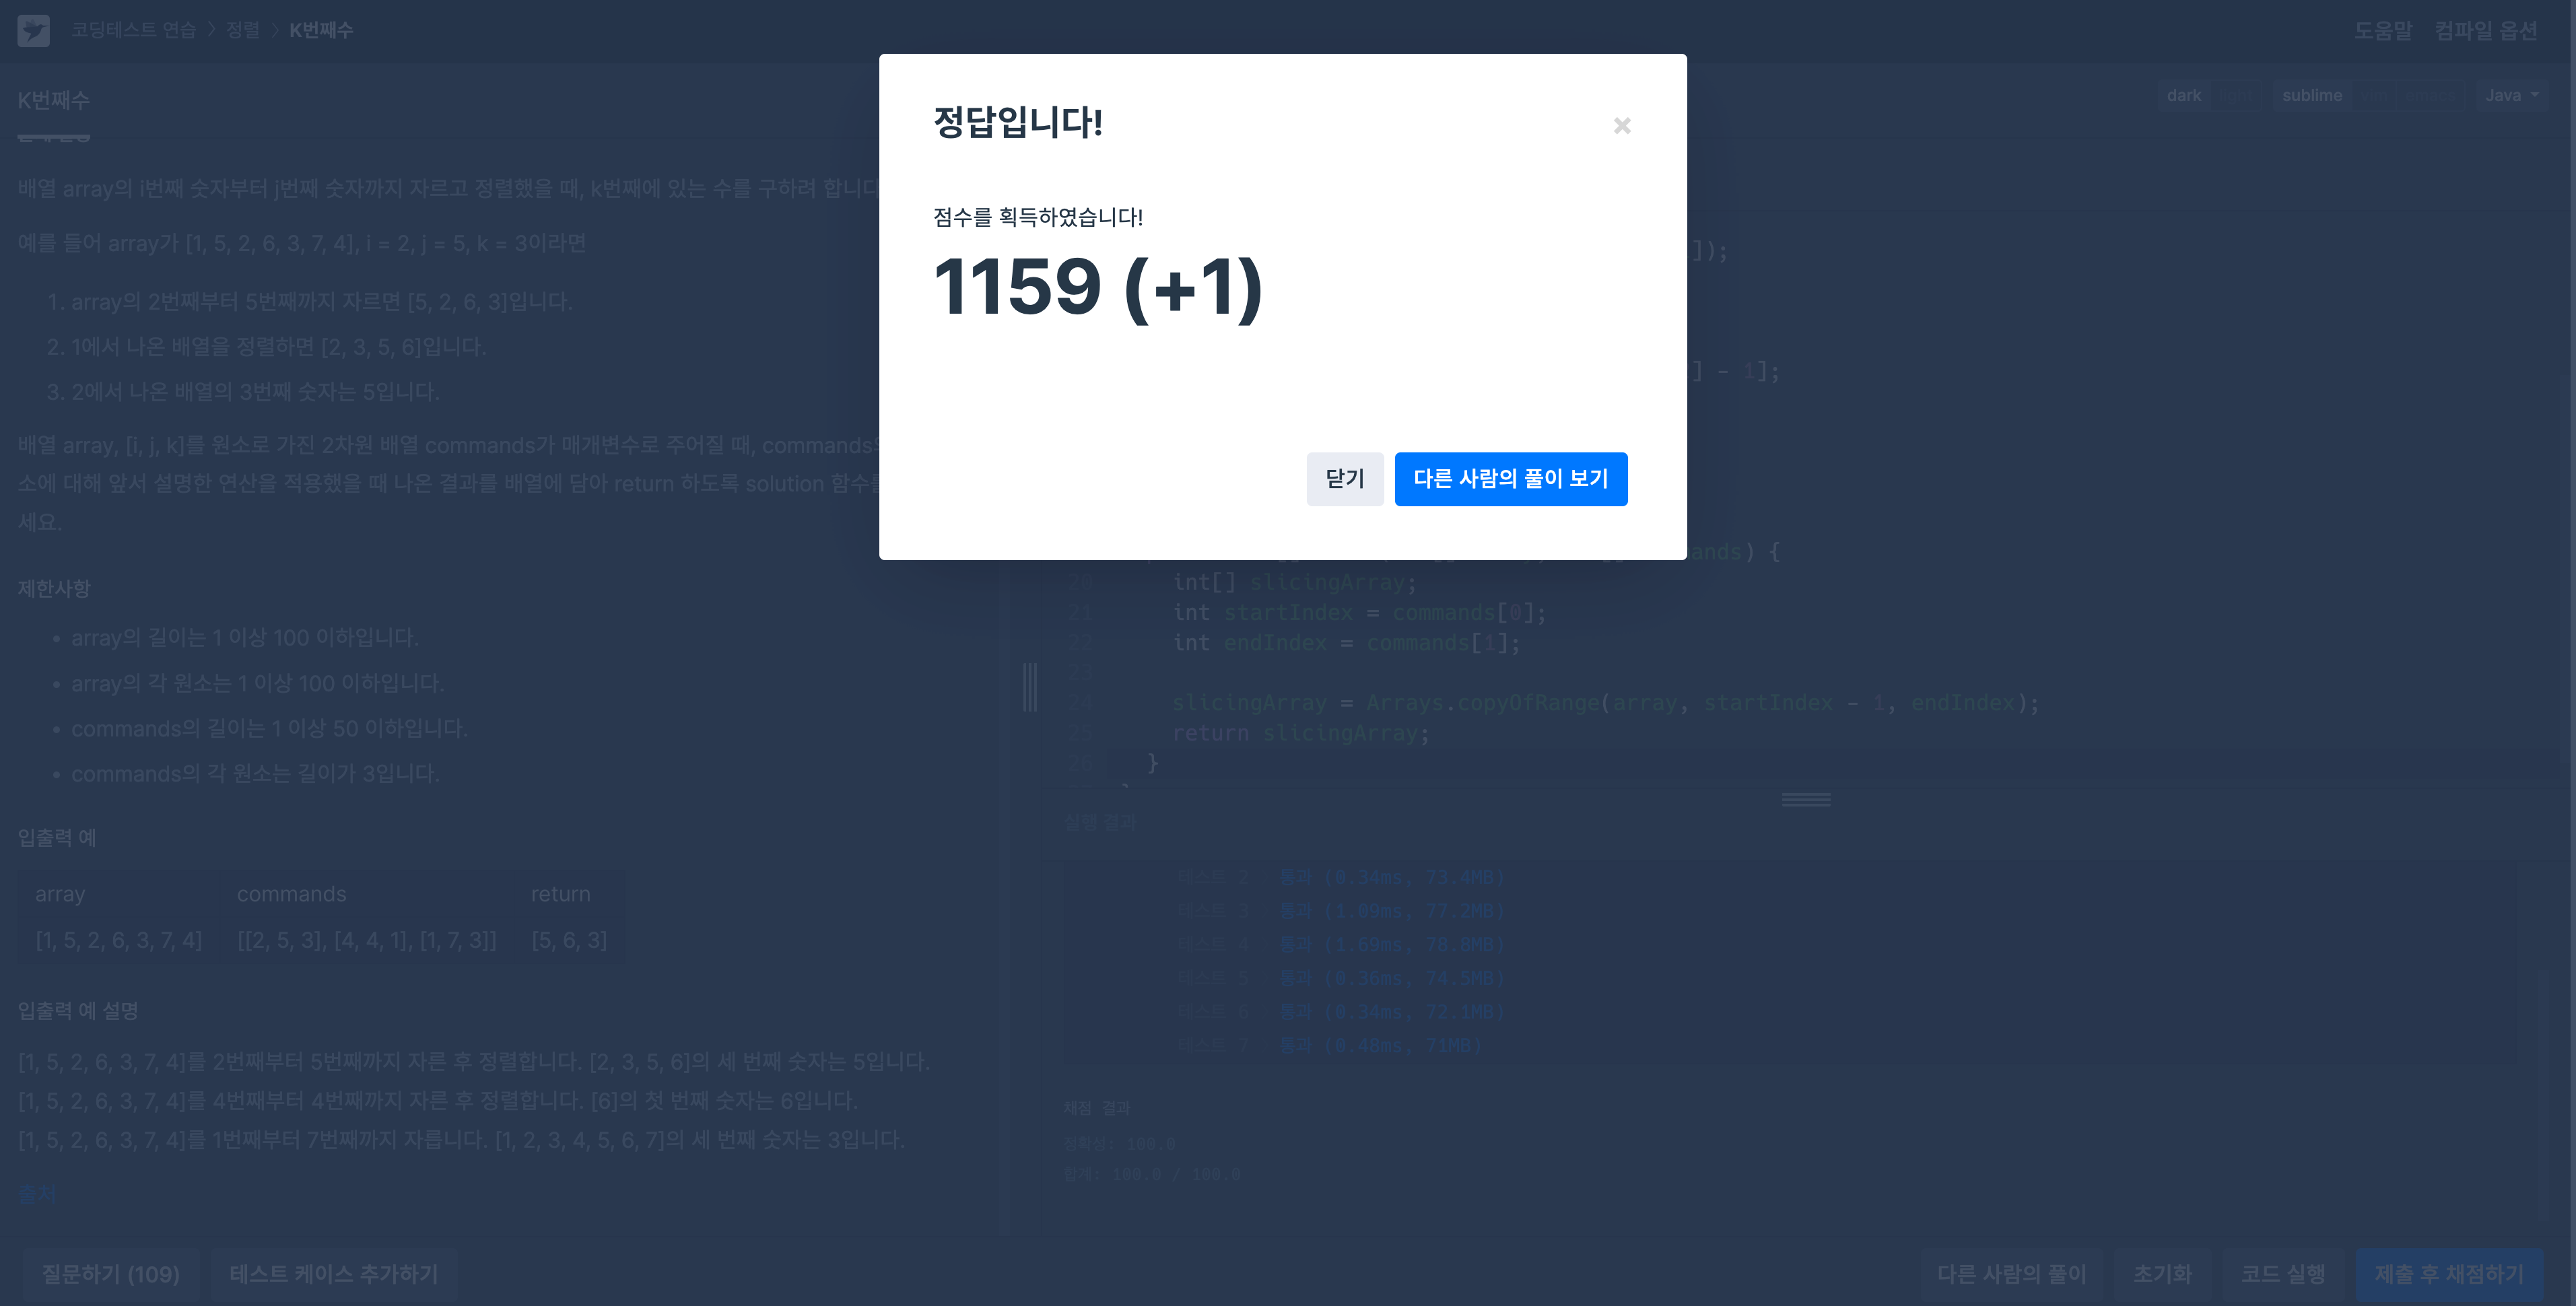 코딩테스트 연습 > 정렬 > K번째수
도움말 컴파일 옵션
K번째수
dark sublime Java
배열 array의 i번째 숫자부터 j번째 숫자까지 자르고 정렬했을 때, k번째에 있는 수를 구하려 합니다
예를 들어 array가 [1, 5, 2, 6, 3, 7, 4], i = 2, j = 5, k = 3이라면
1. array의 2번째부터 5번째까지 자르면 [5, 2, 6, 3]입니다.
2. 1에서 나온 배열을 정렬하면 [2, 3, 5, 6]입니다.
3. 2에서 나온 배열의 3번째 숫자는 5입니다.
배열 array, [i, j, k]를 원소로 가진 2차원 배열 commands가 매개변수로 주어질 때, commands의
소에 대해 앞서 설명한 연산을 적용했을 때 나온 결과를 배열에 담아 return 하도록 solution 함수를
세요.
제한사항
• array의 길이는 1 이상 100 이하입니다.
• array의 각 원소는 1 이상 100 이하입니다.
• commands의 길이는 1 이상 50 이하입니다.
• commands의 각 원소는 길이가 3입니다.
입출력 예
array commands return
[1, 5, 2, 6, 3, 7, 4] [[2, 5, 3], [4, 4, 1], [1, 7, 3]] [5, 6, 3]
입출력 예 설명
[1, 5, 2, 6, 3, 7, 4]를 2번째부터 5번째까지 자른 후 정렬합니다. [2, 3, 5, 6]의 세 번째 숫자는 5입니다.
[1, 5, 2, 6, 3, 7, 4]를 4번째부터 4번째까지 자른 후 정렬합니다. [6]의 첫 번째 숫자는 6입니다.
[1, 5, 2, 6, 3, 7, 4]를 1번째부터 7번째까지 자릅니다. [1, 2, 3, 4, 5, 6, 7]의 세 번째 숫자는 3입니다.
출처
정답입니다!
×
점수를 획득하였습니다!
1159 (+1)
닫기 다른 사람의 풀이 보기
]);
] - 1];
ands) {
20 int[] slicingArray;
21 int startIndex = commands[0];
22 int endIndex = commands[1];
23
24 slicingArray = Arrays.copyOfRange(array, startIndex - 1, endIndex);
25 return slicingArray;
26 }
실행 결과
테스트 2 통과 (0.34ms, 73.4MB)
테스트 3 통과 (1.09ms, 77.2MB)
테스트 4 통과 (1.69ms, 78.8MB)
테스트 5 통과 (0.36ms, 74.5MB)
테스트 6 통과 (0.34ms, 72.1MB)
테스트 7 통과 (0.48ms, 71MB)
채점 결과
정확성: 100.0
합계: 100.0 / 100.0
질문하기 (109) 테스트 케이스 추가하기
다른 사람의 풀이 초기화 코드 실행 제출 후 채점하기